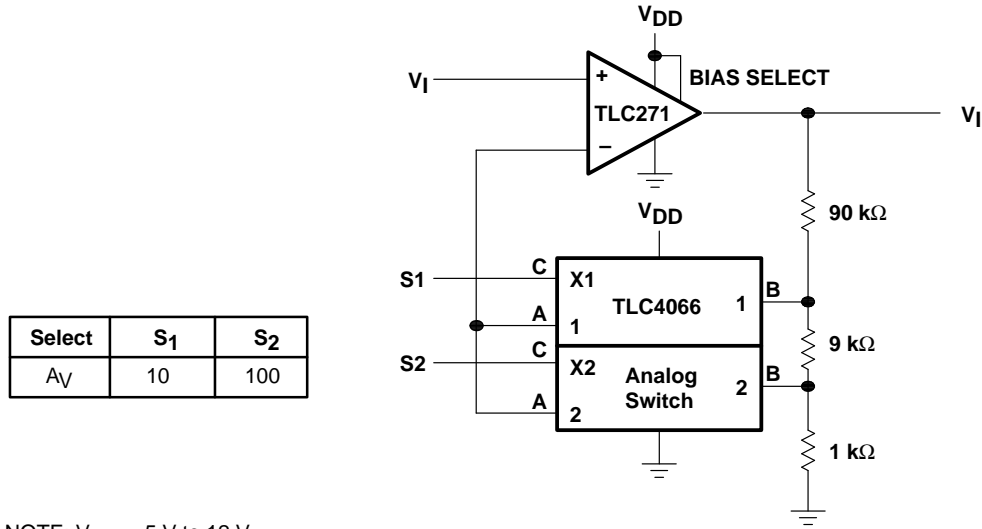 VDD
BIAS SELECT
VI
+
TLC271
−
VI
90 kΩ
VDD
S1
C
X1
TLC4066
1
B
A
1
9 kΩ
S2
C
X2
Analog
Switch
2
B
A
2
1 kΩ
Select S1 S2
AV 10 100